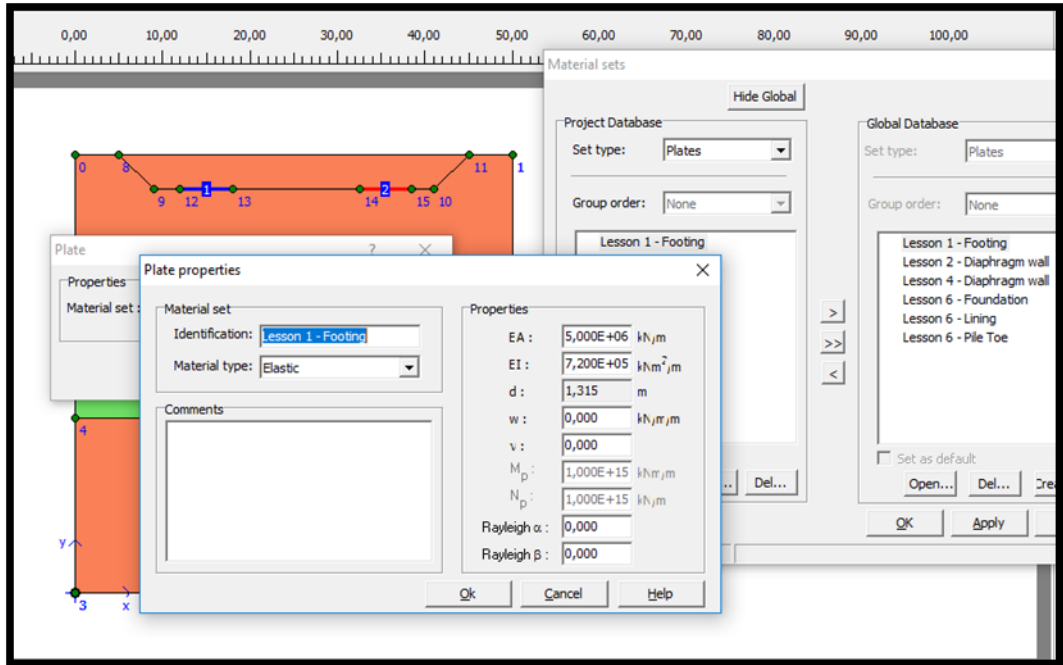 0,00 10,00 20,00 30,00 40,00 50,00 60,00 70,00 80,00 90,00 100,00
Material sets
Hide Global
Project Database
Set type: Plates
Group order: None
Lesson 1 - Footing
Del...
Global Database
Set type: Plates
Group order: None
Lesson 1 - Footing
Lesson 2 - Diaphragm wall
Lesson 4 - Diaphragm wall
Lesson 6 - Foundation
Lesson 6 - Lining
Lesson 6 - Pile Toe
>
>>
<
Set as default
Open... Del...
OK Apply
0 8 11 1
1 2
9 12 13 14 15 10
Plate ? X
Properties
Material set :
Plate properties X
Material set
Identification: Lesson 1 - Footing
Material type: Elastic
Comments
Properties
EA : 5,000E+06 kN/m
EI : 7,200E+05 kNm²/m
d : 1,315 m
w : 0,000 kN/m/m
ν : 0,000
Mp : 1,000E+15 kNm/m
Np : 1,000E+15 kN/m
Rayleigh α : 0,000
Rayleigh β : 0,000
Ok Cancel Help
4
y
3 x